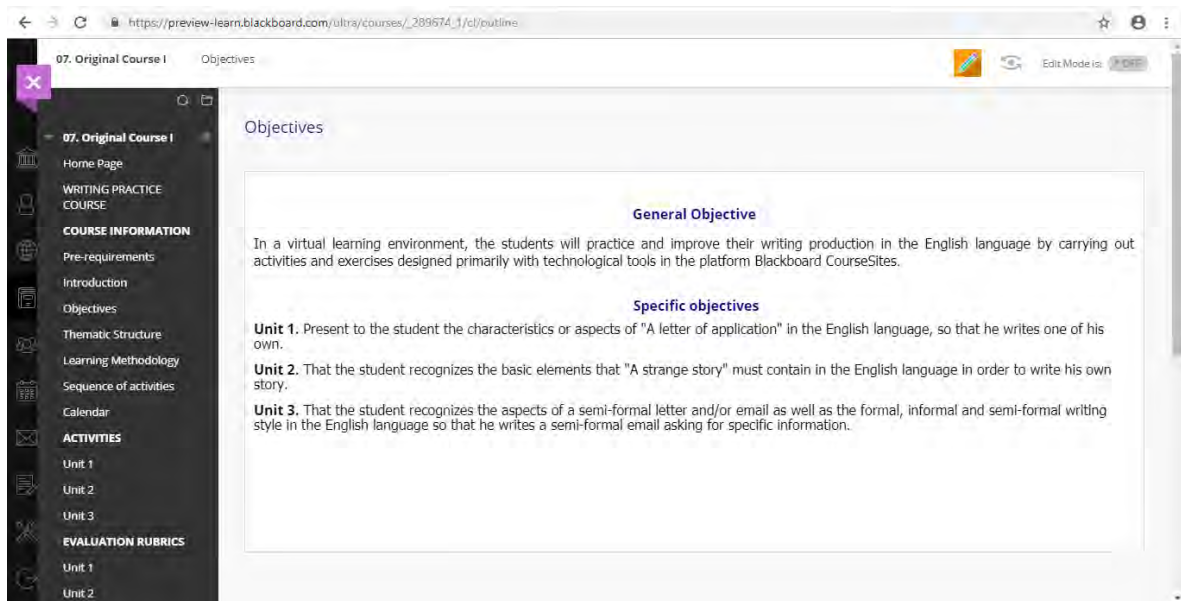 https://preview-learn.blackboard.com/ultra/courses/_289674_1/cl/outline
07. Original Course I Objectives
Edit Mode is: OFF
07. Original Course I
Home Page
WRITING PRACTICE
COURSE
COURSE INFORMATION
Pre-requirements
Introduction
Objectives
Thematic Structure
Learning Methodology
Sequence of activities
Calendar
ACTIVITIES
Unit 1
Unit 2
Unit 3
EVALUATION RUBRICS
Unit 1
Unit 2
Objectives
General Objective
In a virtual learning environment, the students will practice and improve their writing production in the English language by carrying out
activities and exercises designed primarily with technological tools in the platform Blackboard CourseSites.
Specific objectives
Unit 1. Present to the student the characteristics or aspects of "A letter of application" in the English language, so that he writes one of his
own.
Unit 2. That the student recognizes the basic elements that "A strange story" must contain in the English language in order to write his own
story.
Unit 3. That the student recognizes the aspects of a semi-formal letter and/or email as well as the formal, informal and semi-formal writing
style in the English language so that he writes a semi-formal email asking for specific information.